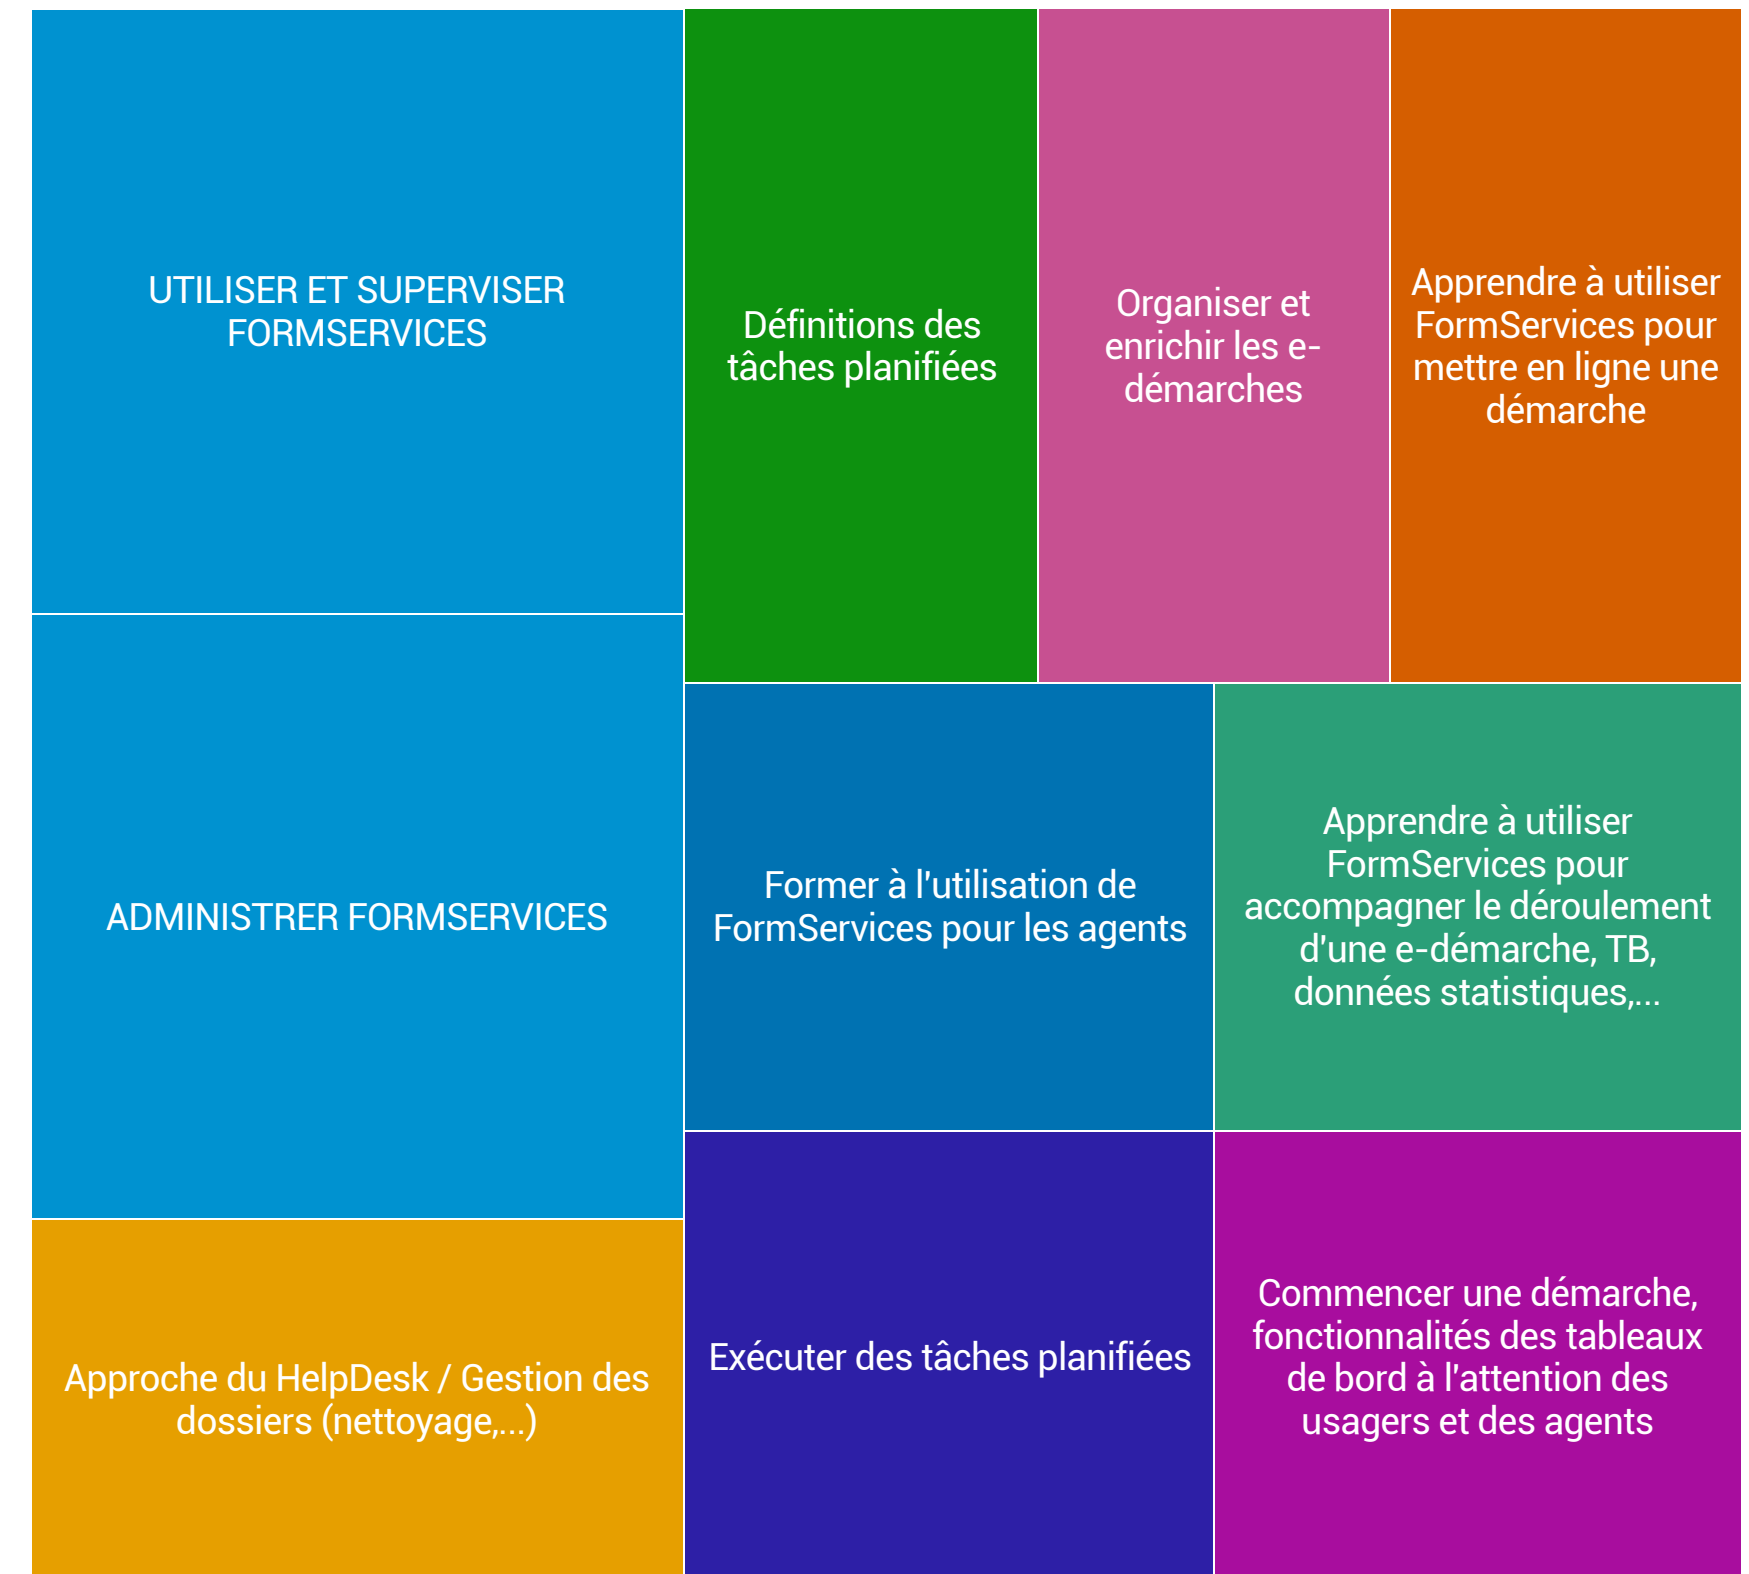 UTILISER ET SUPERVISER
FORMSERVICES
Définitions des
tâches planifiées
Organiser et
enrichir les e-
démarches
Apprendre à utiliser
FormServices pour
mettre en ligne une
démarche
ADMINISTRER FORMSERVICES
Former à l'utilisation de
FormServices pour les agents
Apprendre à utiliser
FormServices pour
accompagner le déroulement
d'une e-démarche, TB,
données statistiques,...
Approche du HelpDesk / Gestion des
dossiers (nettoyage,...)
Exécuter des tâches planifiées
Commencer une démarche,
fonctionnalités des tableaux
de bord à l'attention des
usagers et des agents